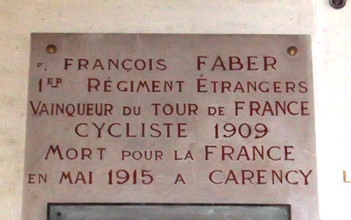 F. FRANÇOIS FABER
1ER RÉGIMENT ÉTRANGERS
VAINQUEUR DU TOUR DE FRANCE
CYCLISTE 1909
MORT POUR LA FRANCE
EN MAI 1915 A CARENCY